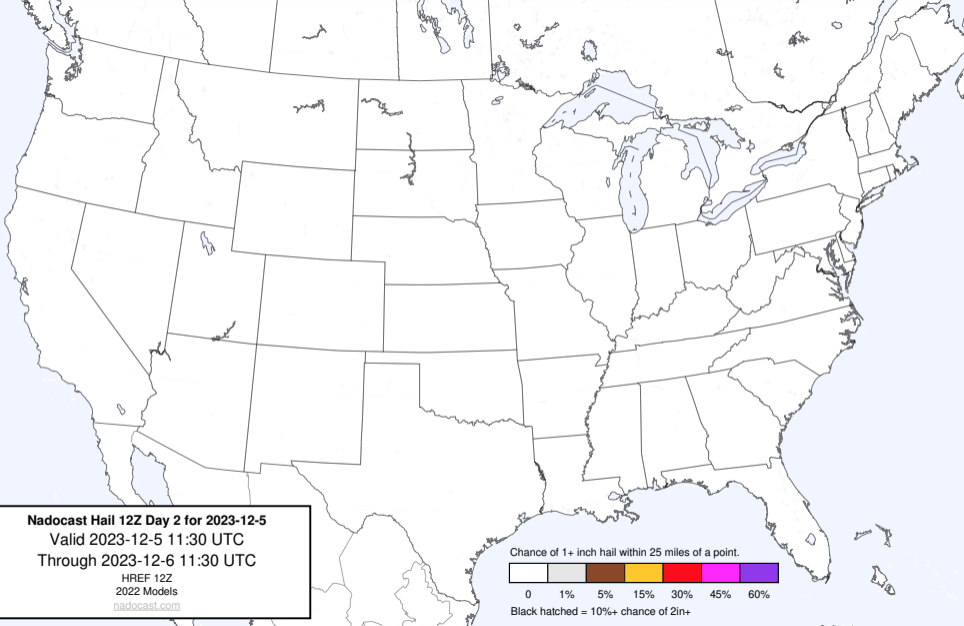 Nadocast Hail 12Z Day 2 for 2023-12-5
Valid 2023-12-5 11:30 UTC
Through 2023-12-6 11:30 UTC
HREF 12Z
2022 Models
nadocast.com
Chance of 1+ inch hail within 25 miles of a point.
0 1% 5% 15% 30% 45% 60%
Black hatched = 10%+ chance of 2in+